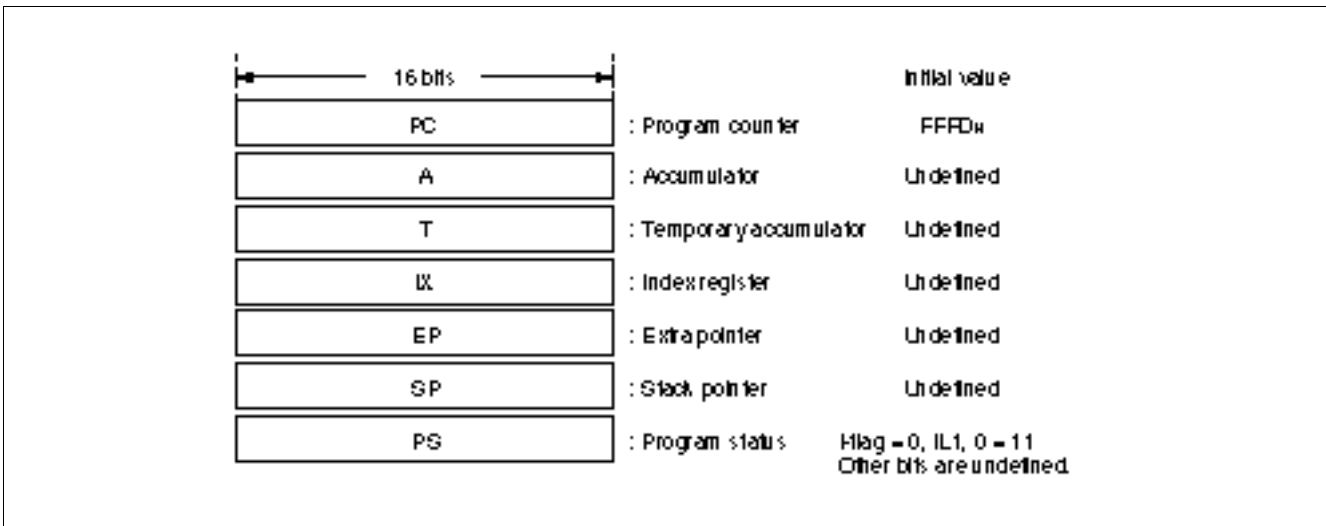 16 bits Initial value
PC : Program counter FFFDH
A : Accumulator Undefined
T : Temporary accumulator Undefined
IX : Index register Undefined
EP : Extra pointer Undefined
SP : Stack pointer Undefined
PS : Program status I-flag = 0, IL1, 0 = 11
Other bits are undefined.